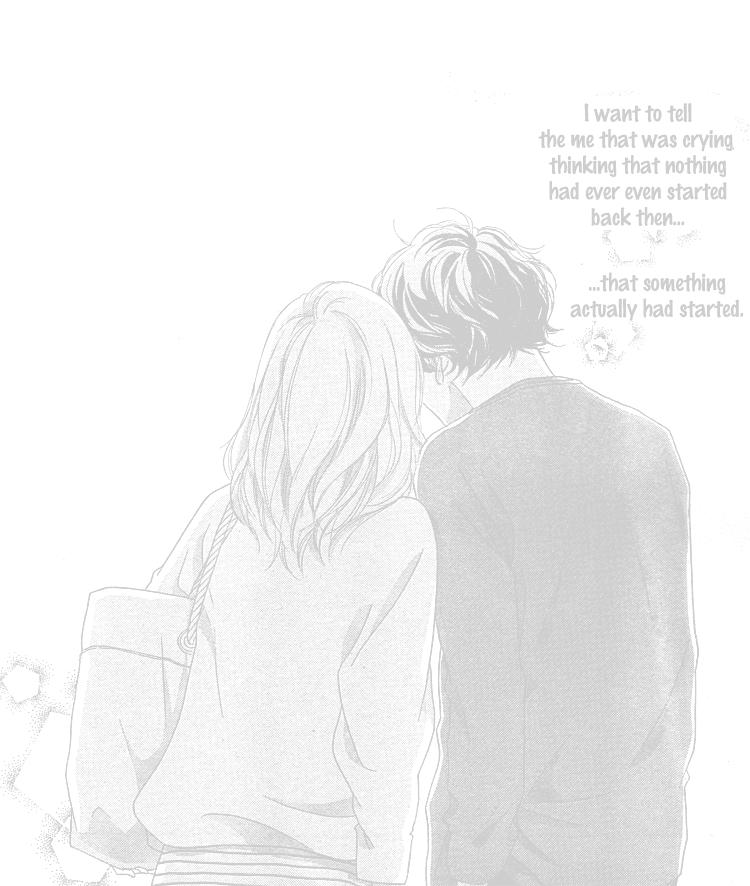 I want to tell
the me that was crying
thinking that nothing
had ever even started
back then...
...that something
actually had started.